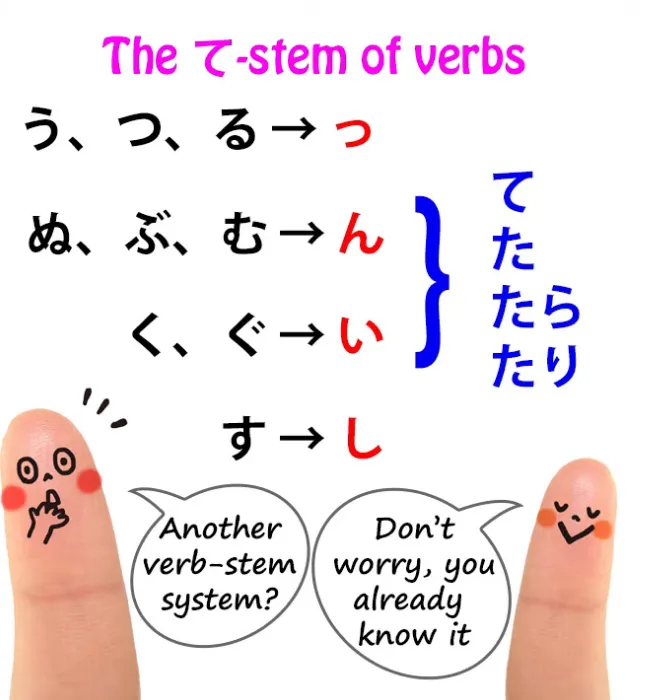 The て-stem of verbs
う、つ、る→っ
ぬ、ぶ、む→ん
く、ぐ→い
す→し
}
て
た
たら
たり
Another
verb-stem
system?
Don't
worry, you
already
know it